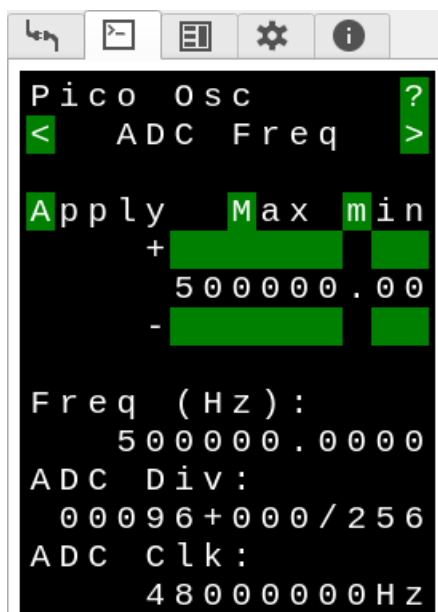 Pico Osc ?
< ADC Freq >
Apply Max min
+
500000.00
-
Freq (Hz):
500000.0000
ADC Div:
00096+000/256
ADC Clk:
48000000Hz